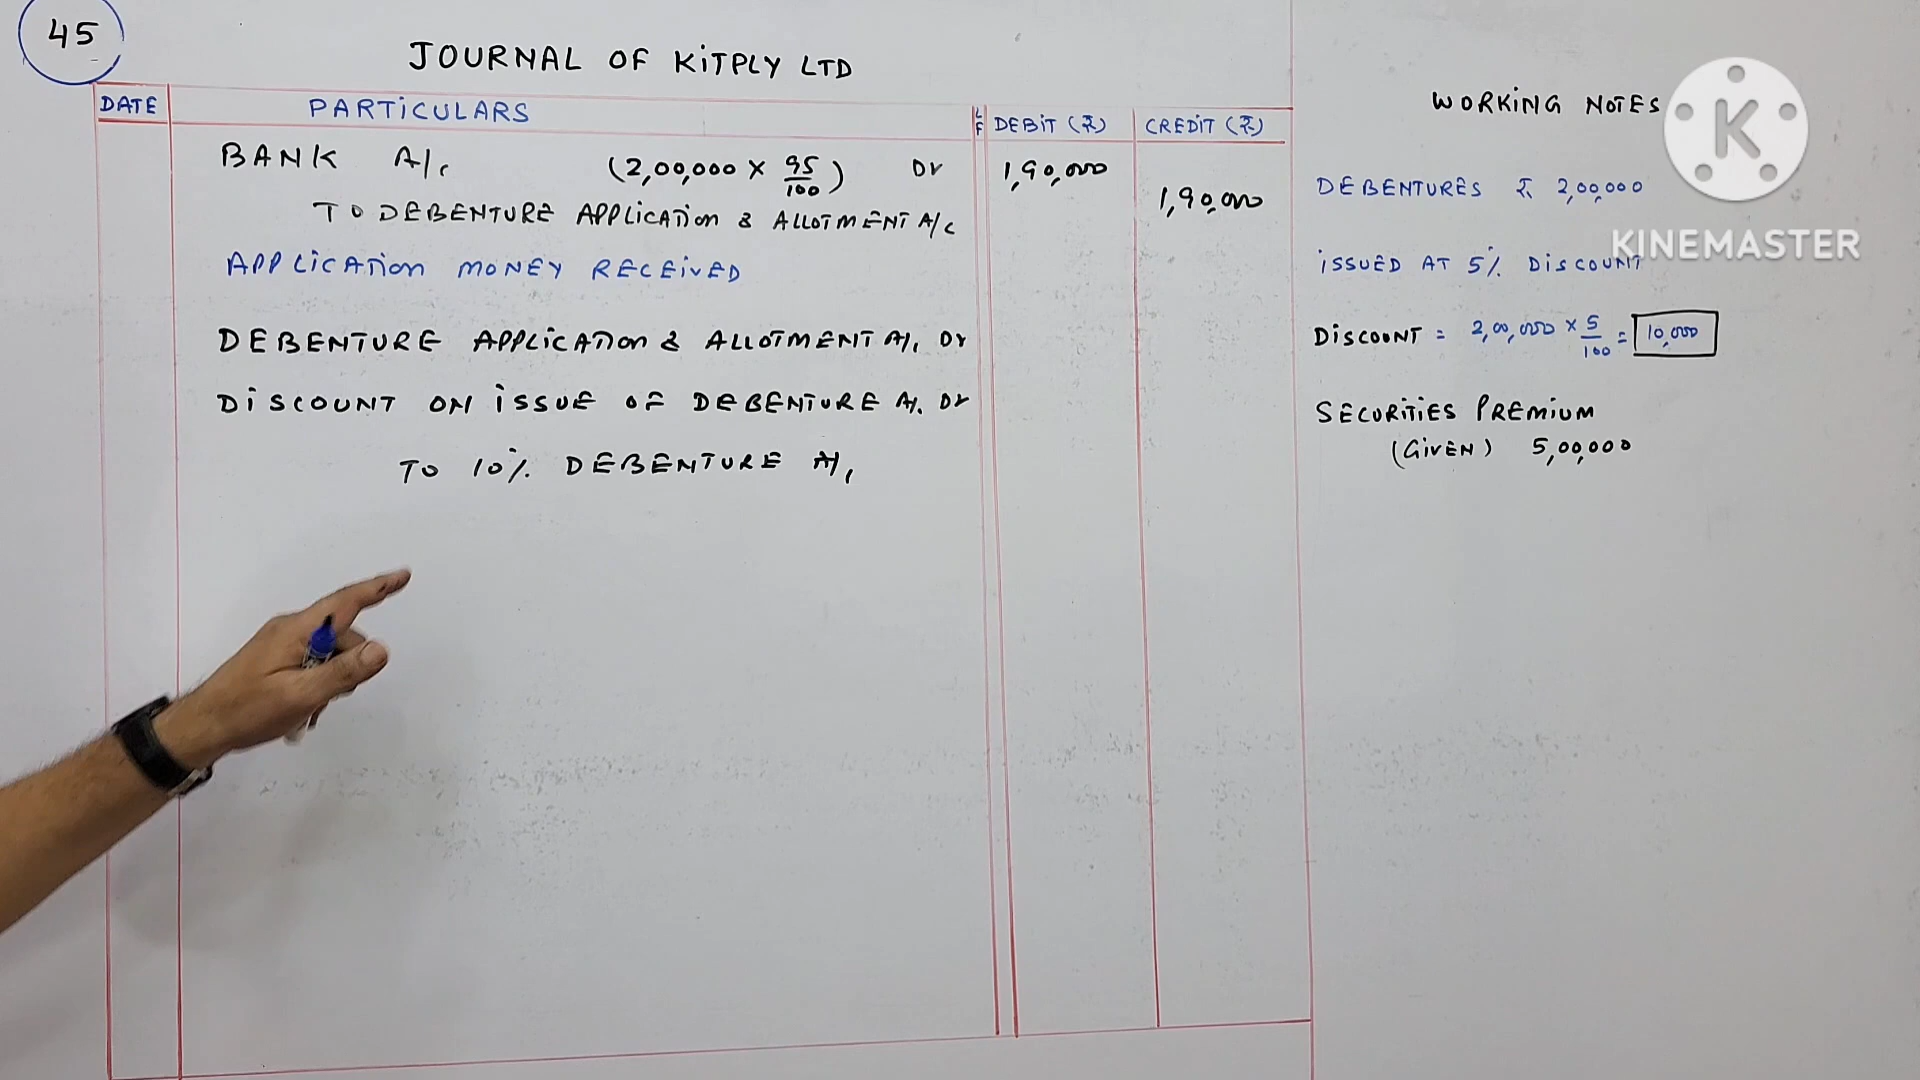 45
JOURNAL OF KITPLY LTD
DATE PARTICULARS LF DEBIT (₹) CREDIT (₹)
BANK A/c (2,00,000 × 95/100) Dr 1,90,000
TO DEBENTURE APPLICATION & ALLOTMENT A/c 1,90,000
APPLICATION MONEY RECEIVED
DEBENTURE APPLICATION & ALLOTMENT A/c Dr
DISCOUNT ON ISSUE OF DEBENTURE A/c Dr
TO 10% DEBENTURE A/c
WORKING NOTES
DEBENTURES ₹ 2,00,000
ISSUED AT 5% DISCOUNT
DISCOUNT = 2,00,000 × 5/100 = 10,000
SECURITIES PREMIUM
(GIVEN) 5,00,000
K
KINEMASTER